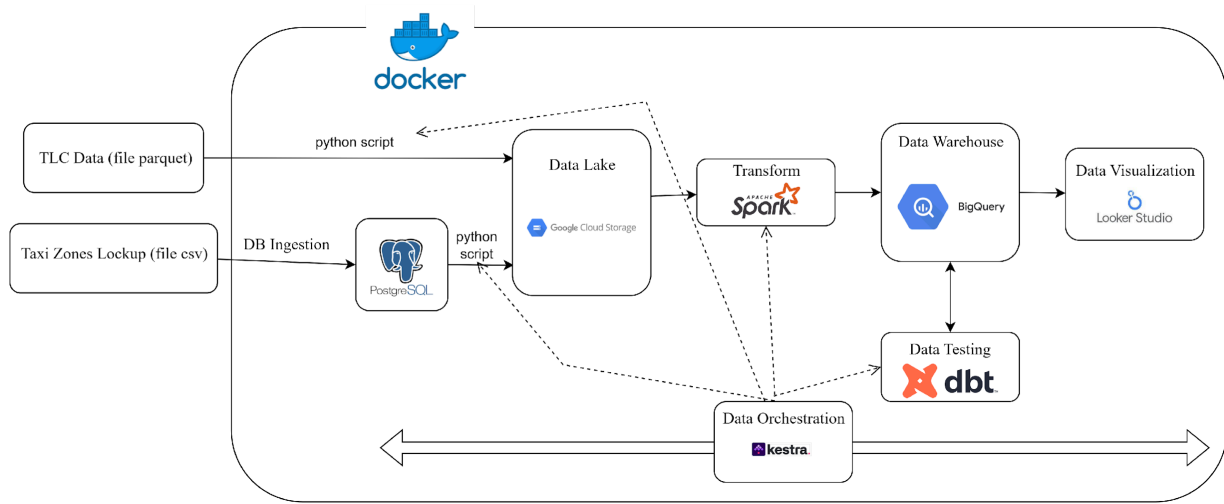 docker
TLC Data (file parquet)
python script
Data Lake
Google Cloud Storage
Transform
APACHE
Spark
Data Warehouse
BigQuery
Data Visualization
Looker Studio
Taxi Zones Lockup (file csv)
DB Ingestion
PostgreSQL
python
script
Data Testing
dbt
Data Orchestration
kestra